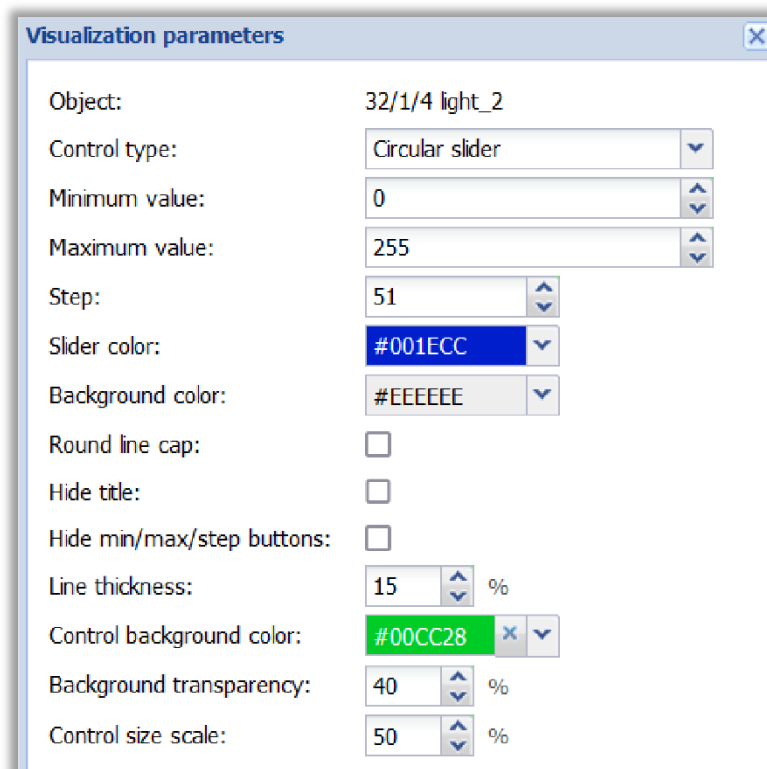 Visualization parameters
Object: 32/1/4 light_2
Control type: Circular slider
Minimum value: 0
Maximum value: 255
Step: 51
Slider color: #001ECC
Background color: #EEEEEE
Round line cap:
Hide title:
Hide min/max/step buttons:
Line thickness: 15 %
Control background color: #00CC28
Background transparency: 40 %
Control size scale: 50 %